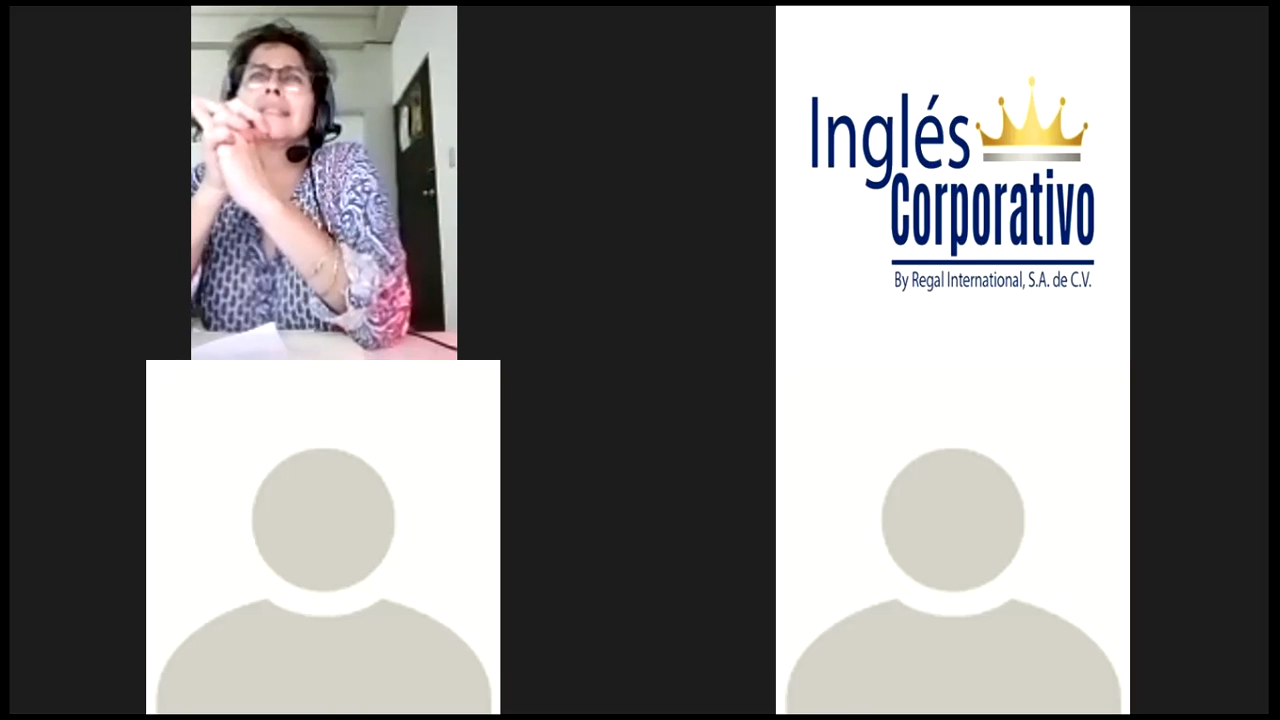 Inglés
Corporativo
By Regal International, S.A. de C.V.